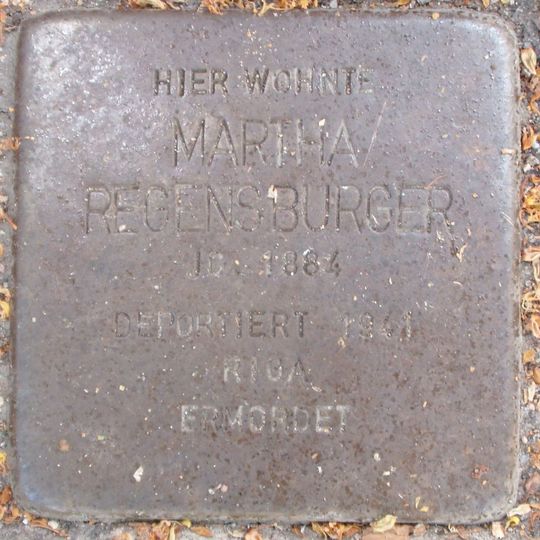 HIER WOHNTE
MARTHA
REGENSBURGER
JG. 1884
DEPORTIERT 1941
RIGA
ERMORDET